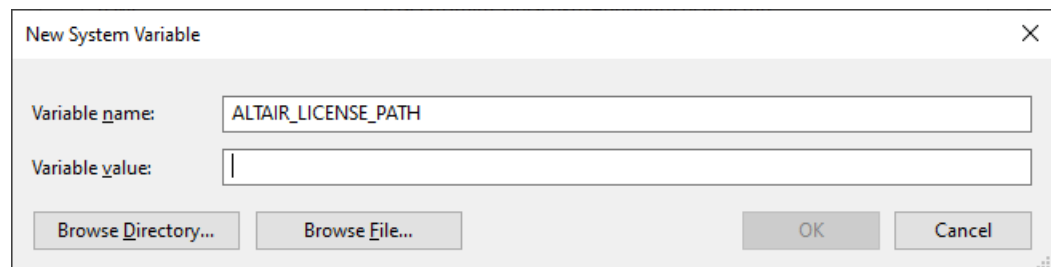 New System Variable
Variable name: ALTAIR_LICENSE_PATH
Variable value:
Browse Directory... Browse File... OK Cancel